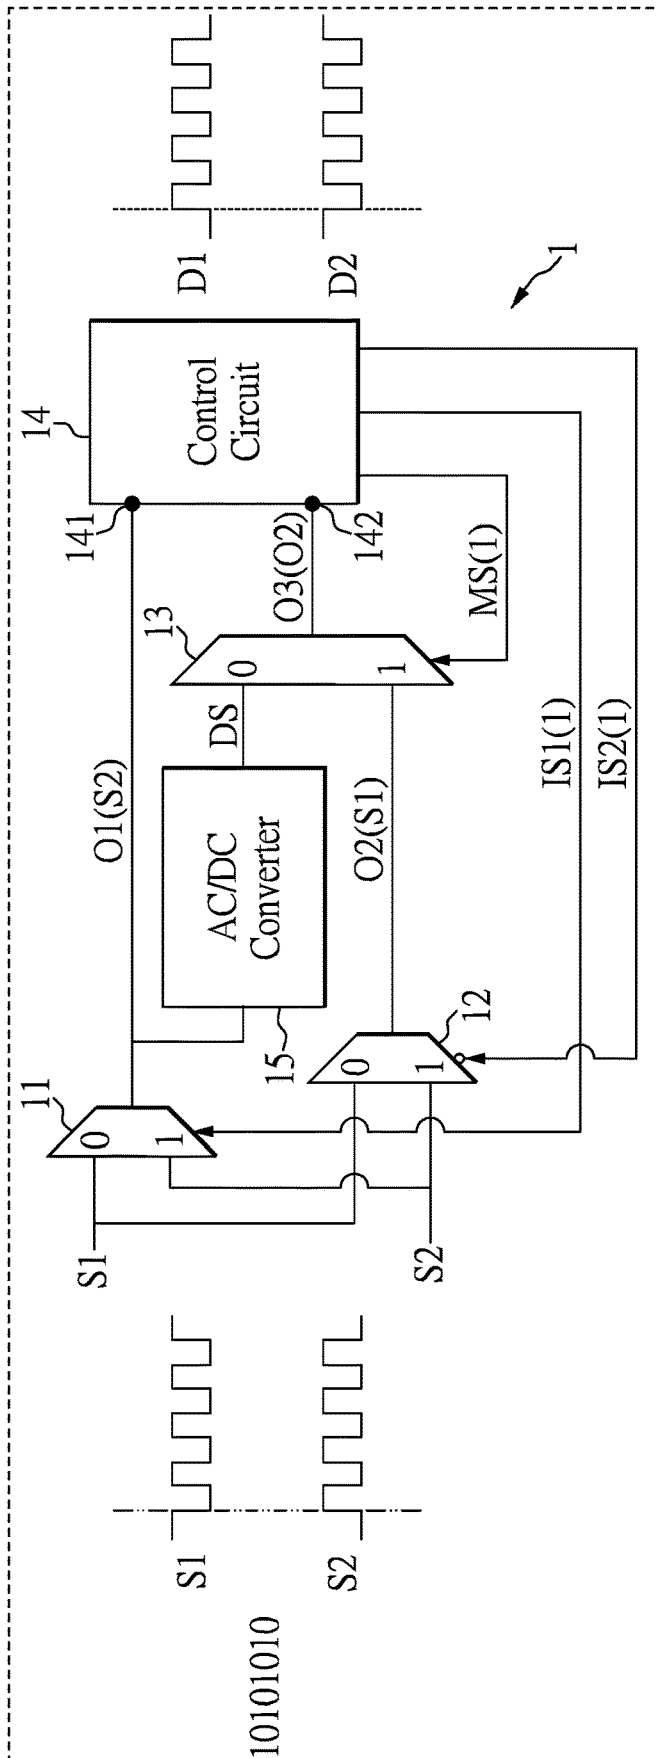 10101010
S1
S2
S1
S2
11
0
1
O1(S2)
15
AC/DC
Converter
0
1
12
DS
O2(S1)
13
0
1
O3(O2)
MS(1)
IS1(1)
IS2(1)
141
142
14
Control
Circuit
D1
D2
1